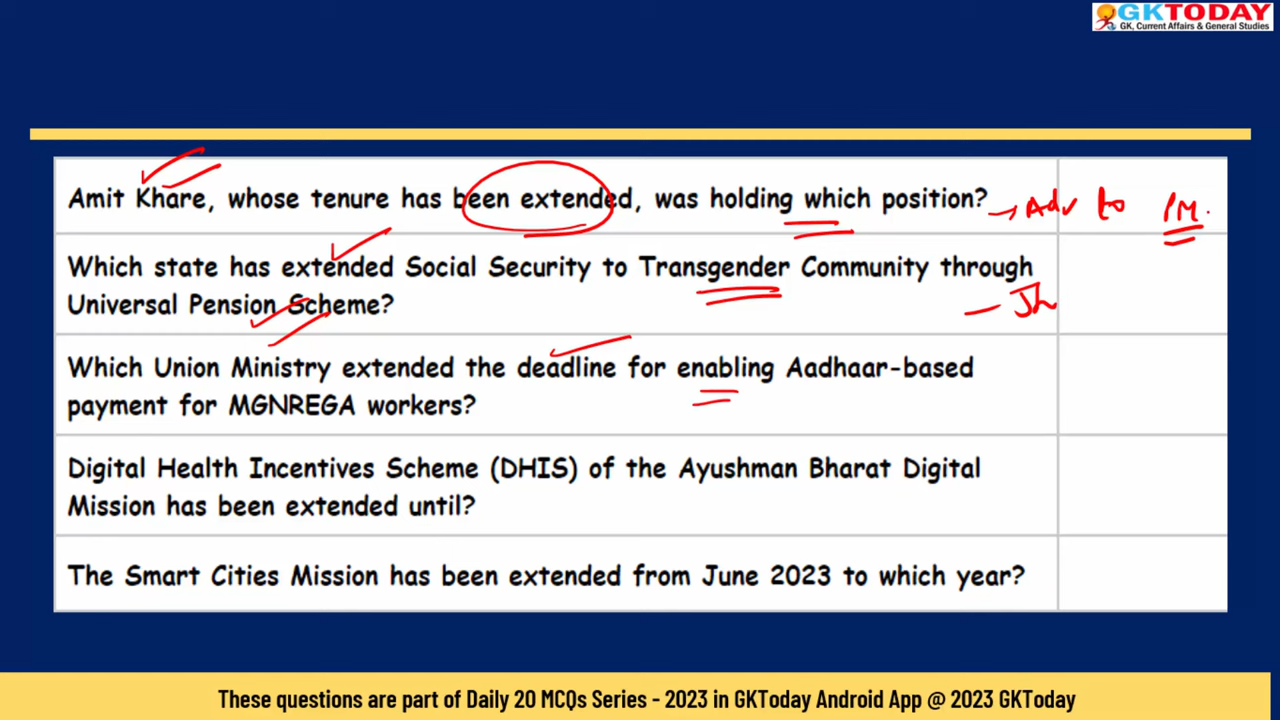 GKTODAY
GK, Current Affairs & General Studies
Amit Khare, whose tenure has been extended, was holding which position?
→ Adv to PM.
Which state has extended Social Security to Transgender Community through
Universal Pension Scheme?
- Jh
Which Union Ministry extended the deadline for enabling Aadhaar-based
payment for MGNREGA workers?
Digital Health Incentives Scheme (DHIS) of the Ayushman Bharat Digital
Mission has been extended until?
The Smart Cities Mission has been extended from June 2023 to which year?
These questions are part of Daily 20 MCQs Series - 2023 in GKToday Android App @ 2023 GKToday